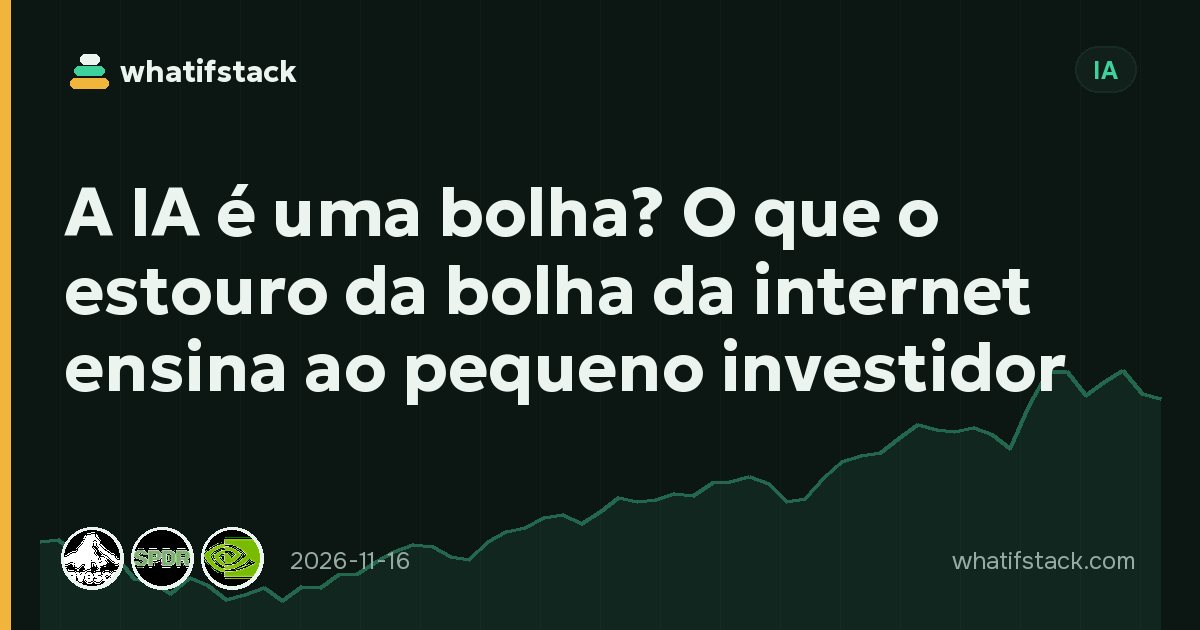 whatifstack
IA
A IA é uma bolha? O que o
estouro da bolha da internet
ensina ao pequeno investidor
SPDR
2026-11-16
whatifstack.com